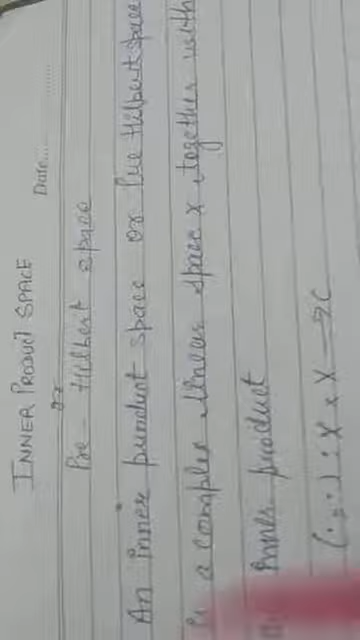 INNER PRODUCT SPACE
Date......
or
Pre-Hilbert space
An inner product space or Pre Hilbert space
is a complex linear space X together with
inner product
(.,.) : X x X → C